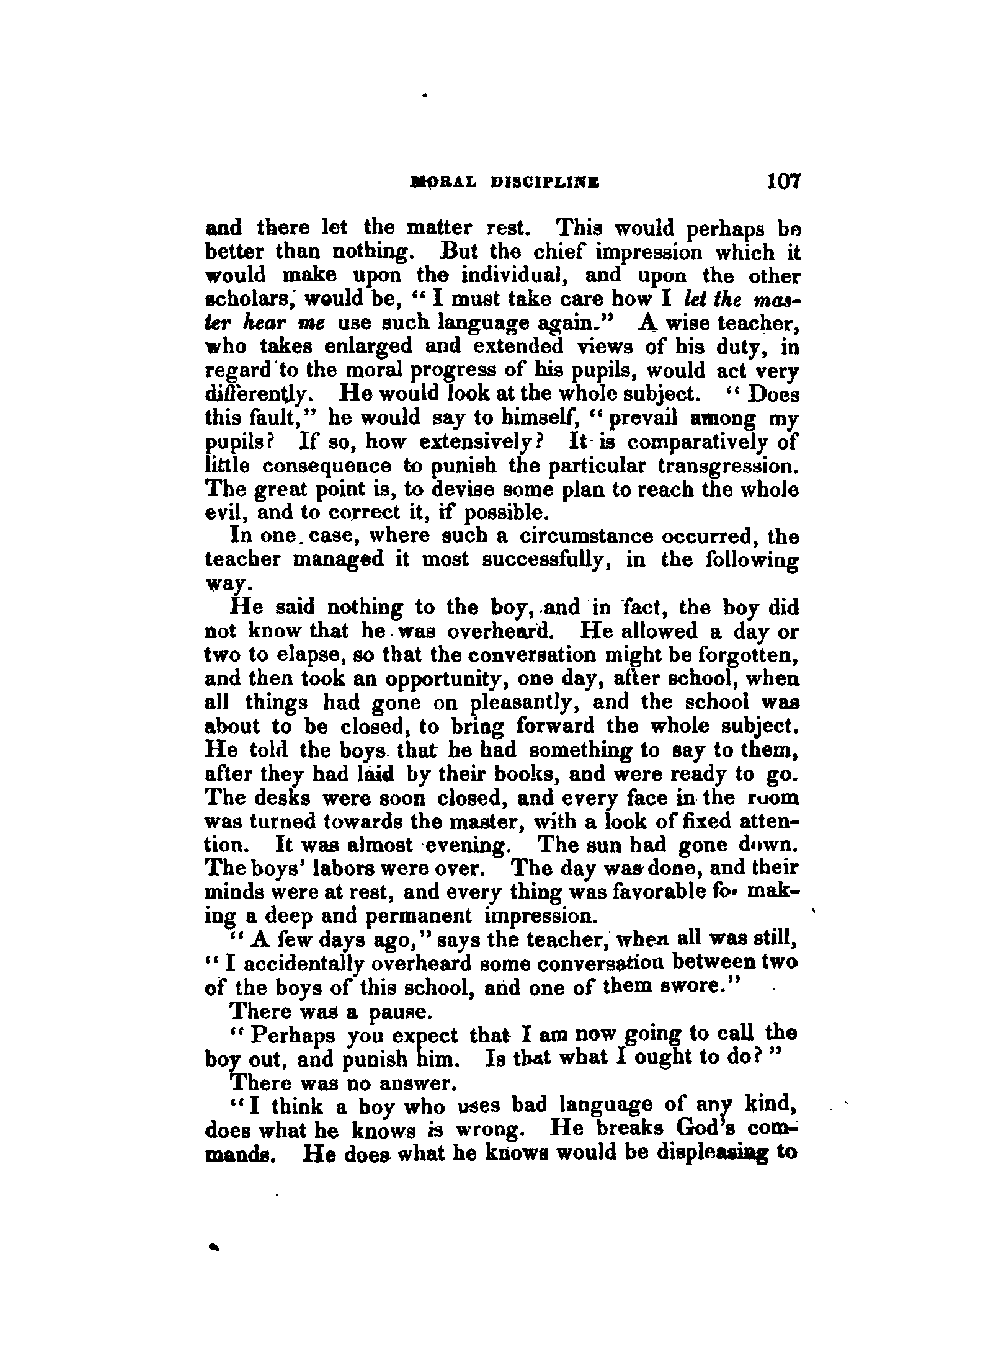 MORAL DISCIPLINE 107
and there let the matter rest. This would perhaps be
better than nothing. But the chief impression which it
would make upon the individual, and upon the other
scholars, would be, “ I must take care how I let the mas-
ter hear me use such language again.” A wise teacher,
who takes enlarged and extended views of his duty, in
regard to the moral progress of his pupils, would act very
differently. He would look at the whole subject. “ Does
this fault,” he would say to himself, “ prevail among my
pupils? If so, how extensively? It is comparatively of
little consequence to punish the particular transgression.
The great point is, to devise some plan to reach the whole
evil, and to correct it, if possible.
In one case, where such a circumstance occurred, the
teacher managed it most successfully, in the following
way.
He said nothing to the boy, and in fact, the boy did
not know that he was overheard. He allowed a day or
two to elapse, so that the conversation might be forgotten,
and then took an opportunity, one day, after school, when
all things had gone on pleasantly, and the school was
about to be closed, to bring forward the whole subject.
He told the boys that he had something to say to them,
after they had laid by their books, and were ready to go.
The desks were soon closed, and every face in the room
was turned towards the master, with a look of fixed atten-
tion. It was almost evening. The sun had gone down.
The boys' labors were over. The day was done, and their
minds were at rest, and every thing was favorable for mak-
ing a deep and permanent impression.
“ A few days ago,” says the teacher, when all was still,
“ I accidentally overheard some conversation between two
of the boys of this school, and one of them swore.”
There was a pause.
“ Perhaps you expect that I am now going to call the
boy out, and punish him. Is that what I ought to do? ”
There was no answer.
“ I think a boy who uses bad language of any kind,
does what he knows is wrong. He breaks God's com-
mands. He does what he knows would be displeasing to